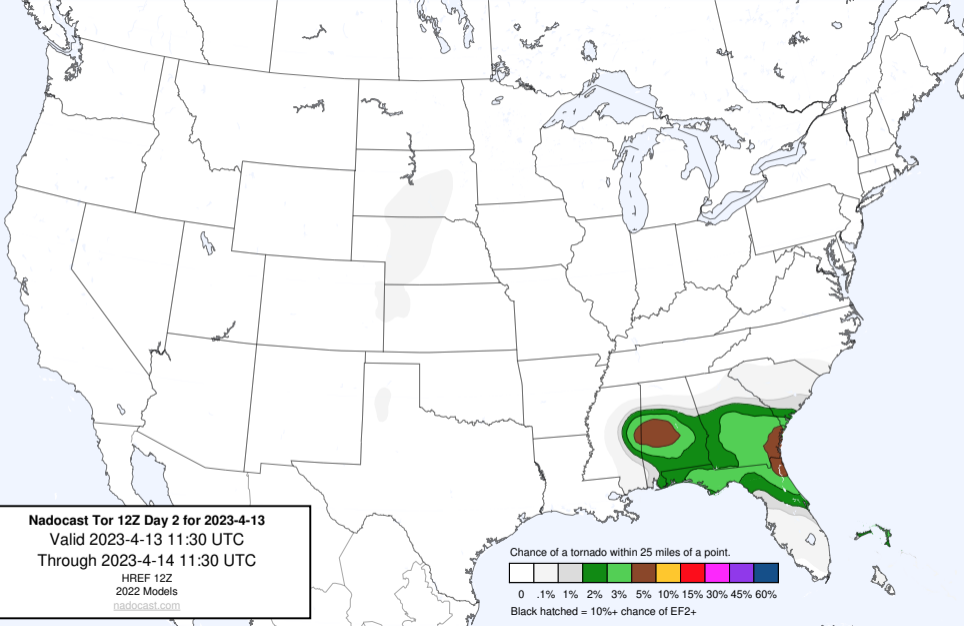 Nadocast Tor 12Z Day 2 for 2023-4-13
Valid 2023-4-13 11:30 UTC
Through 2023-4-14 11:30 UTC
HREF 12Z
2022 Models
nadocast.com
Chance of a tornado within 25 miles of a point.
0 .1% 1% 2% 3% 5% 10% 15% 30% 45% 60%
Black hatched = 10%+ chance of EF2+